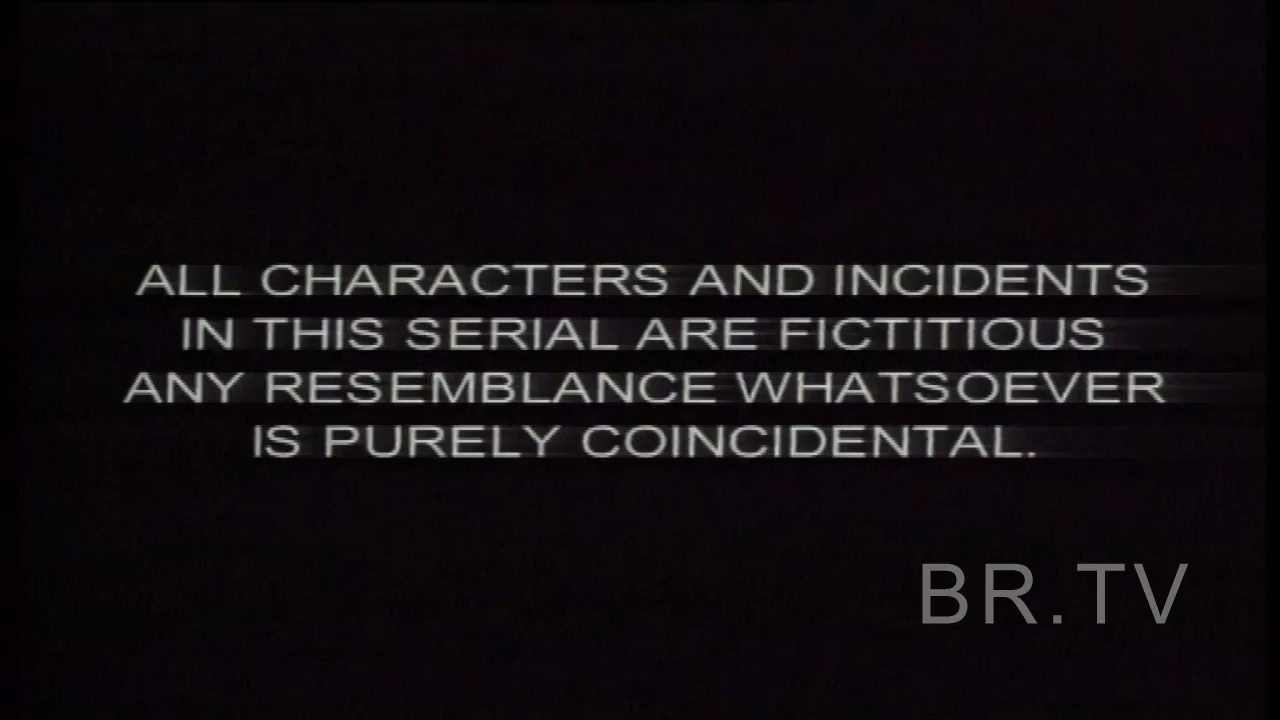 ALL CHARACTERS AND INCIDENTS
IN THIS SERIAL ARE FICTITIOUS
ANY RESEMBLANCE WHATSOEVER
IS PURELY COINCIDENTAL.
BR.TV